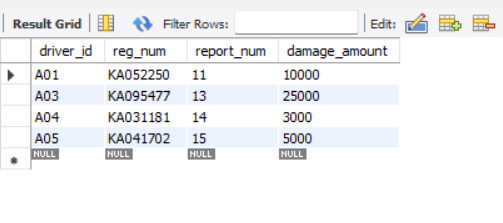 Result Grid Filter Rows: Edit:
driver_id reg_num report_num damage_amount
A01 KA052250 11 10000
A03 KA095477 13 25000
A04 KA031181 14 3000
A05 KA041702 15 5000
NULL NULL NULL NULL